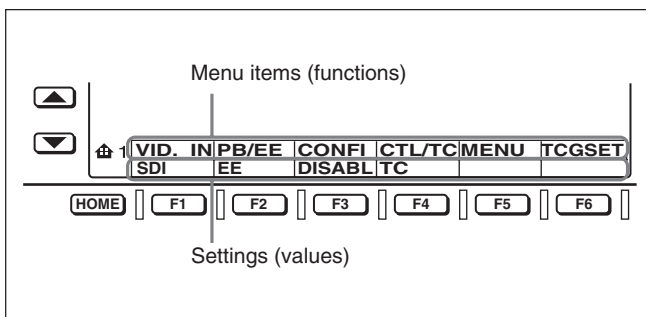 Menu items (functions)
1 VID. IN PB/EE CONFI CTL/TC MENU TCGSET
SDI EE DISABL TC
HOME F1 F2 F3 F4 F5 F6
Settings (values)